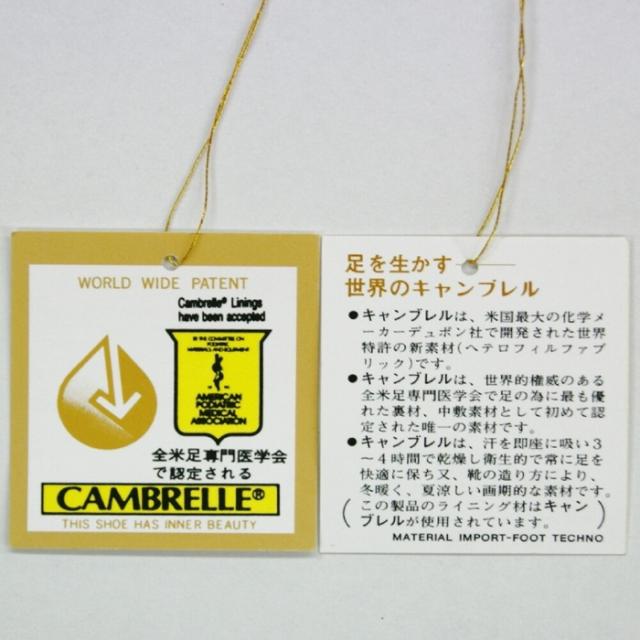 WORLD WIDE PATENT
Cambrelle® Linings
have been accepted
BY THE COMMITTEE ON
PODIATRIC
MATERIALS AND EQUIPMENT
AMERICAN
PODIATRIC
MEDICAL
ASSOCIATION
全米足専門医学会
で認定される
CAMBRELLE®
THIS SHOE HAS INNER BEAUTY
足を生かす
世界のキャンブレル
●キャンブレルは、米国最大の化学メ
ーカーデュポン社で開発された世界
特許の新素材(ヘテロフィルファブ
リック)です。
●キャンブレルは、世界的権威のある
全米足専門医学会で足の為に最も優
れた裏材、中敷素材として初めて認
定された唯一の素材です。
●キャンブレルは、汗を即座に吸い3
～4時間で乾燥し衛生的で常に足を
快適に保ち又、靴の造り方により、
冬暖く、夏涼しい画期的な素材です。
(この製品のライニング材はキャン
ブレルが使用されています。)
MATERIAL IMPORT-FOOT TECHNO